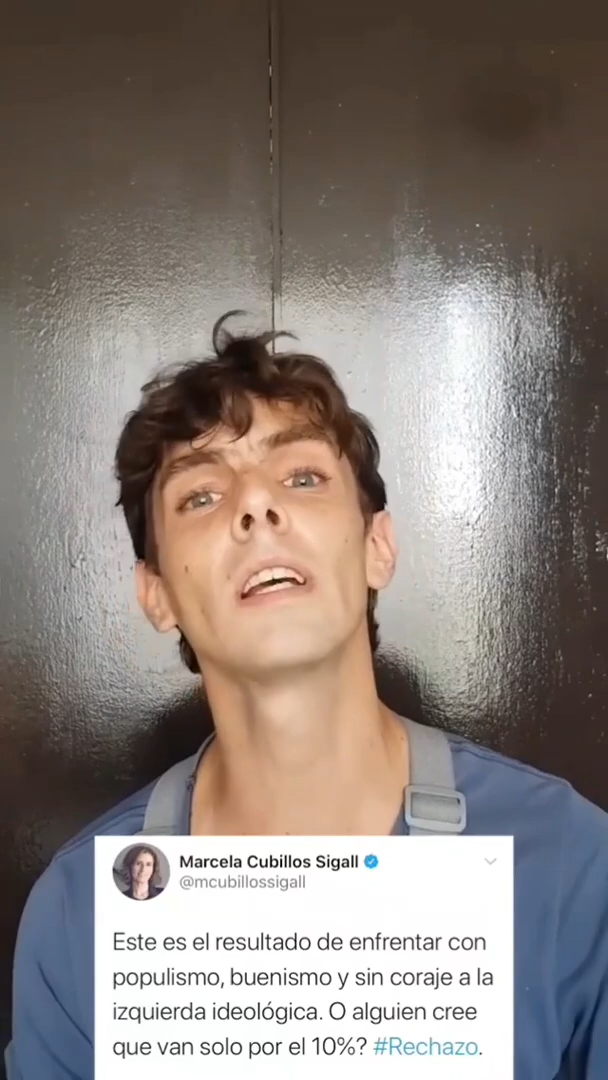 Marcela Cubillos Sigall
@mcubillossigall
Este es el resultado de enfrentar con
populismo, buenismo y sin coraje a la
izquierda ideológica. O alguien cree
que van solo por el 10%? #Rechazo.